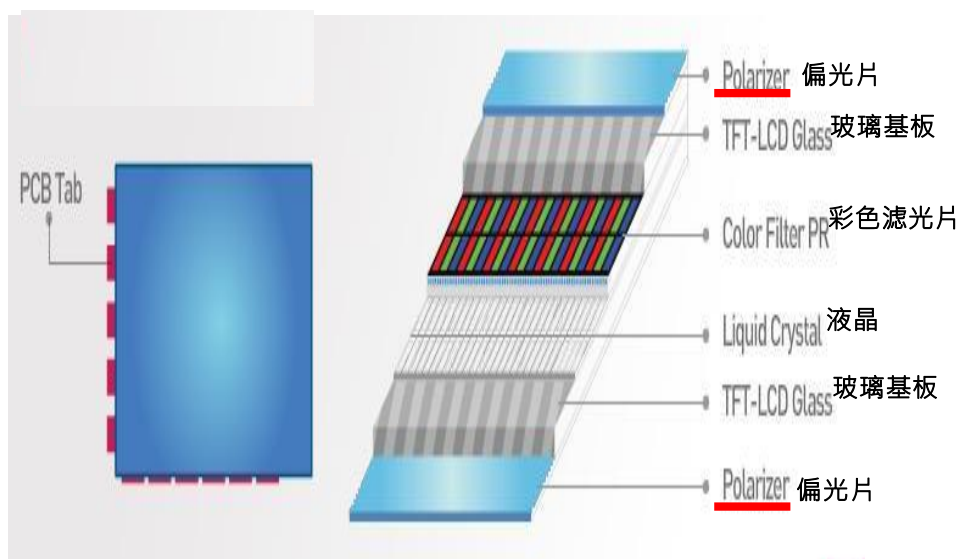 Polarizer 偏光片
TFT-LCD Glass 玻璃基板
PCB Tab
Color Filter PR 彩色滤光片
Liquid Crystal 液晶
TFT-LCD Glass 玻璃基板
Polarizer 偏光片